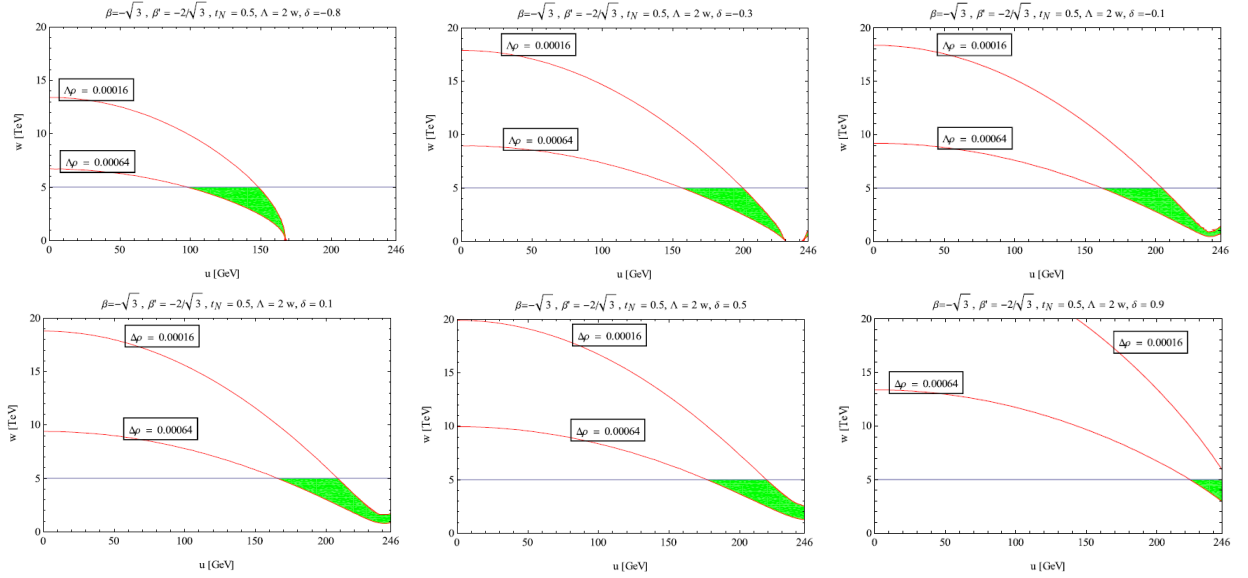 β=−√3 , β' = −2/√3 , t_N = 0.5, Λ = 2 w, δ =−0.8
20
15
10
5
0
w [TeV]
Λρ = 0.00016
Λρ = 0.00064
0 50 100 150 200 246
u [GeV]
β=−√3 , β' = −2/√3 , t_N = 0.5, Λ = 2 w, δ =−0.3
20
15
10
5
0
w [TeV]
Λρ = 0.00016
Λρ = 0.00064
0 50 100 150 200 246
u [GeV]
β=−√3 , β' = −2/√3 , t_N = 0.5, Λ = 2 w, δ =−0.1
20
15
10
5
0
w [TeV]
Λρ = 0.00016
Λρ = 0.00064
0 50 100 150 200 246
u [GeV]
β=−√3 , β' = −2/√3 , t_N = 0.5, Λ = 2 w, δ = 0.1
20
15
10
5
0
w [TeV]
Δρ = 0.00016
Δρ = 0.00064
0 50 100 150 200 246
u [GeV]
β=−√3 , β' = −2/√3 , t_N = 0.5, Λ = 2 w, δ = 0.5
20
15
10
5
0
w [TeV]
Δρ = 0.00016
Δρ = 0.00064
0 50 100 150 200 246
u [GeV]
β=−√3 , β' = −2/√3 , t_N = 0.5, Λ = 2 w, δ = 0.9
20
15
10
5
0
w [TeV]
Δρ = 0.00016
Δρ = 0.00064
0 50 100 150 200 246
u [GeV]